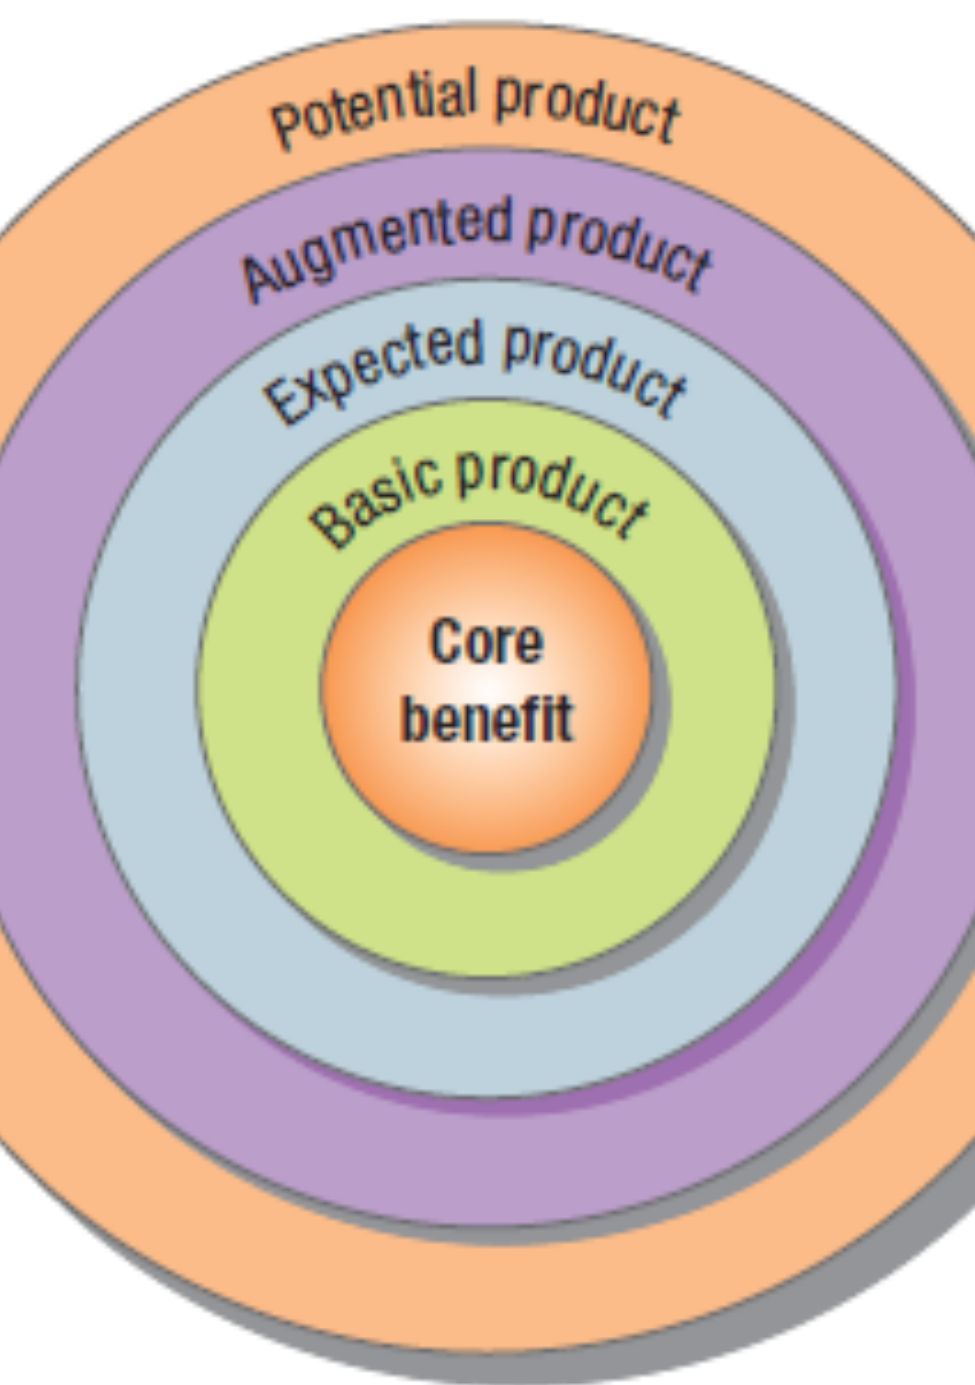 Potential product
Augmented product
Expected product
Basic product
Core
benefit